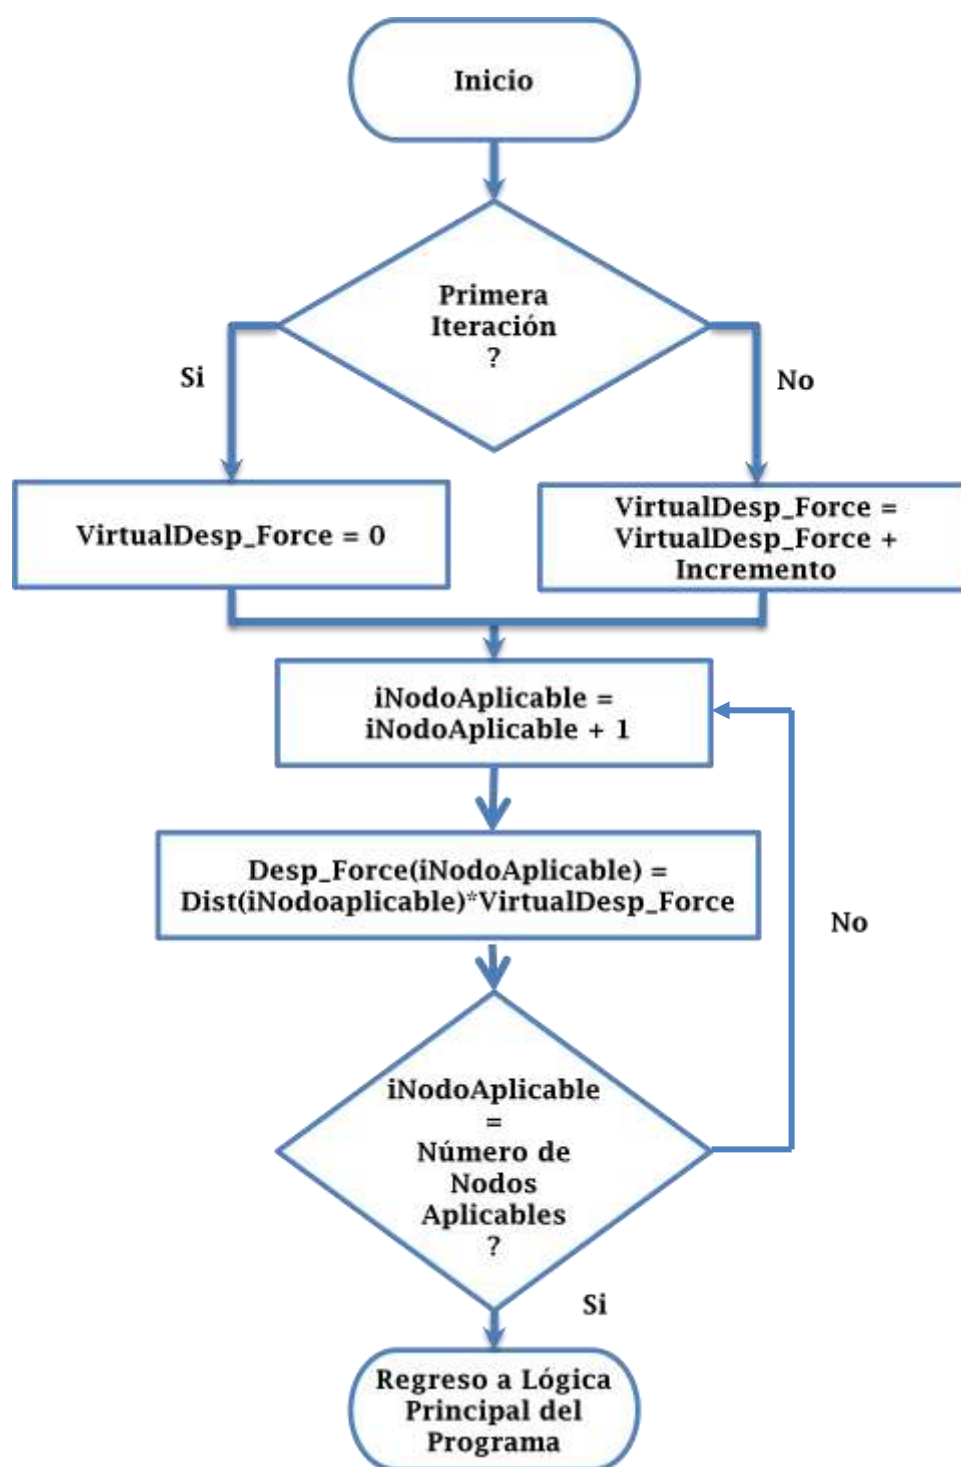 Inicio
Primera
Iteración
?
Si
No
VirtualDesp_Force = 0
VirtualDesp_Force =
VirtualDesp_Force +
Incremento
iNodoAplicable =
iNodoAplicable + 1
Desp_Force(iNodoAplicable) =
Dist(iNodoaplicable)*VirtualDesp_Force
No
iNodoAplicable
=
Número de
Nodos
Aplicables
?
Si
Regreso a Lógica
Principal del
Programa